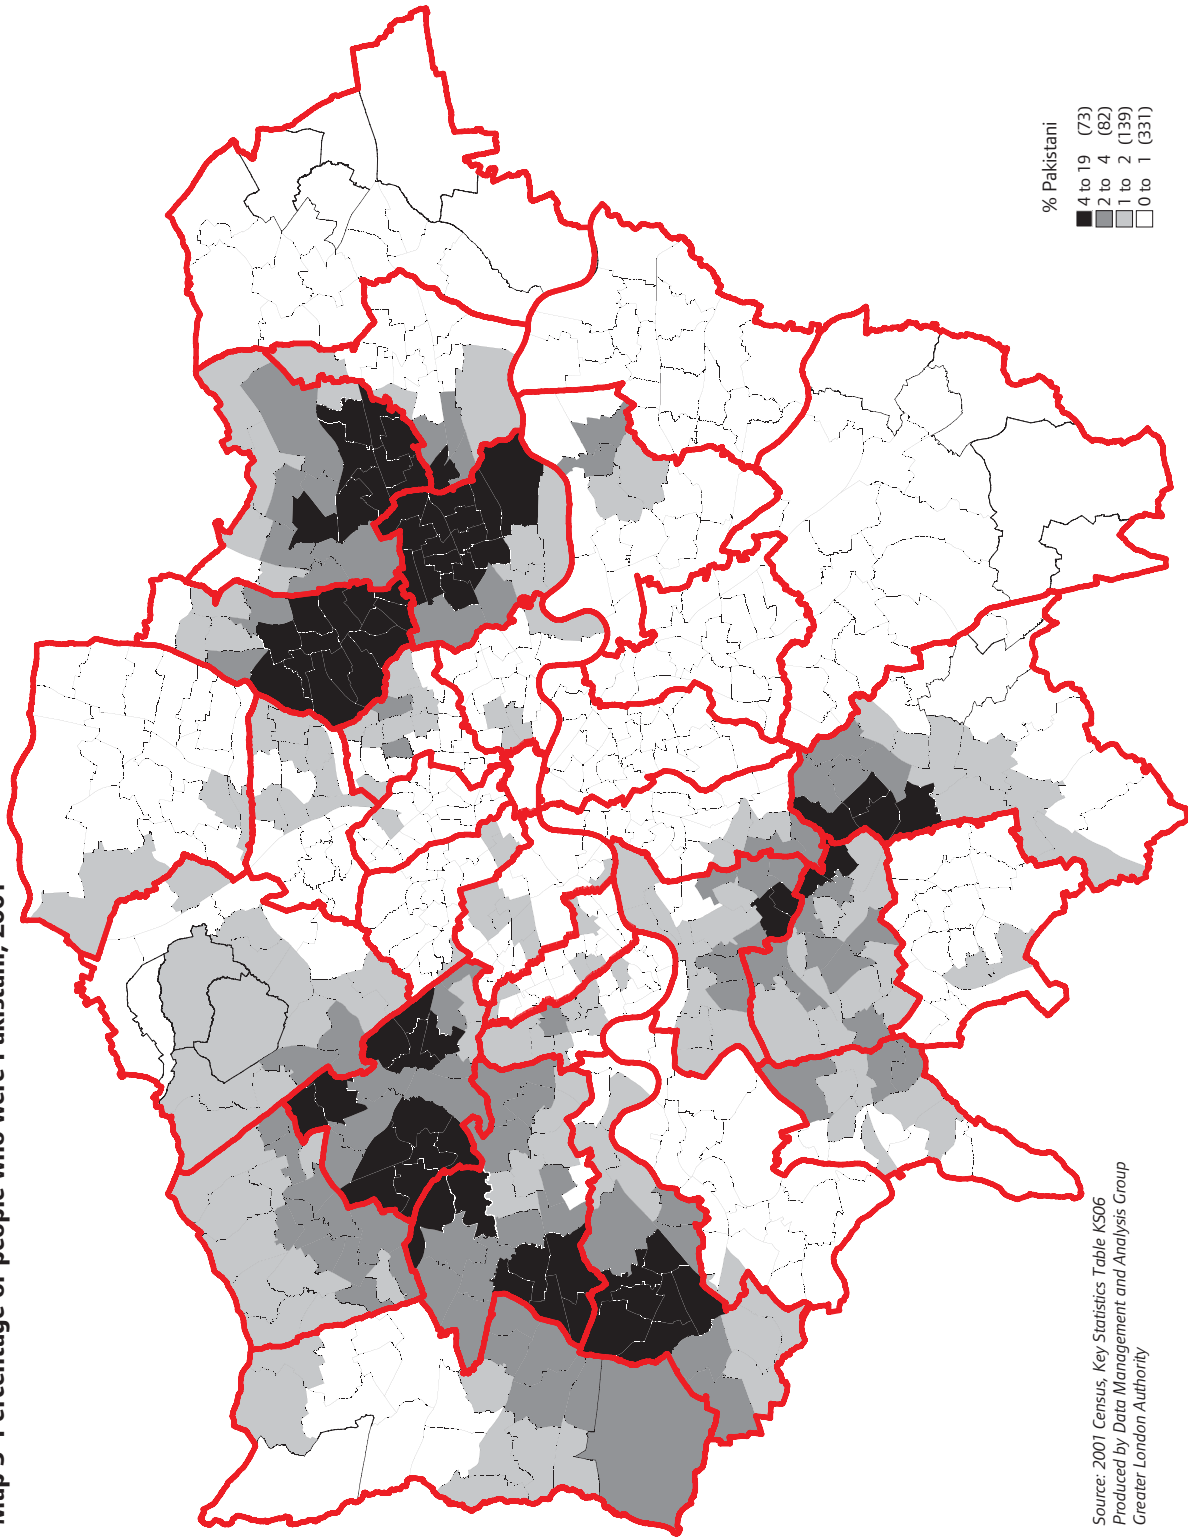 % Pakistani
4 to 19 (73)
2 to 4 (82)
1 to 2 (139)
0 to 1 (331)
Source: 2001 Census, Key Statistics Table KS06
Produced by Data Management and Analysis Group
Greater London Authority